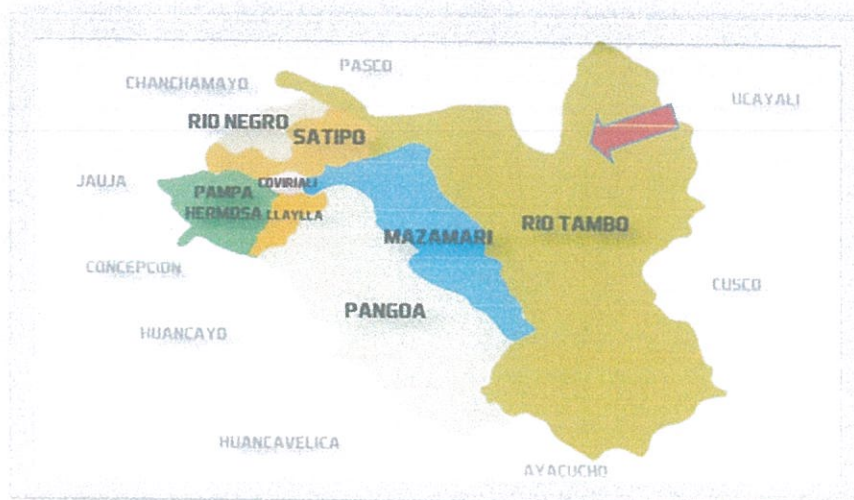 PASCO
CHANCHAMAYO
UCAYALI
RIO NEGRO
SATIPO
JAUJA
COVIRIALI
PAMPA
HERMOSA
LLAYLLA
RIO TAMBO
MAZAMARI
CONCEPCION
CUSCO
PANGOA
HUANCAYO
HUANCAVELICA
AYACUCHO